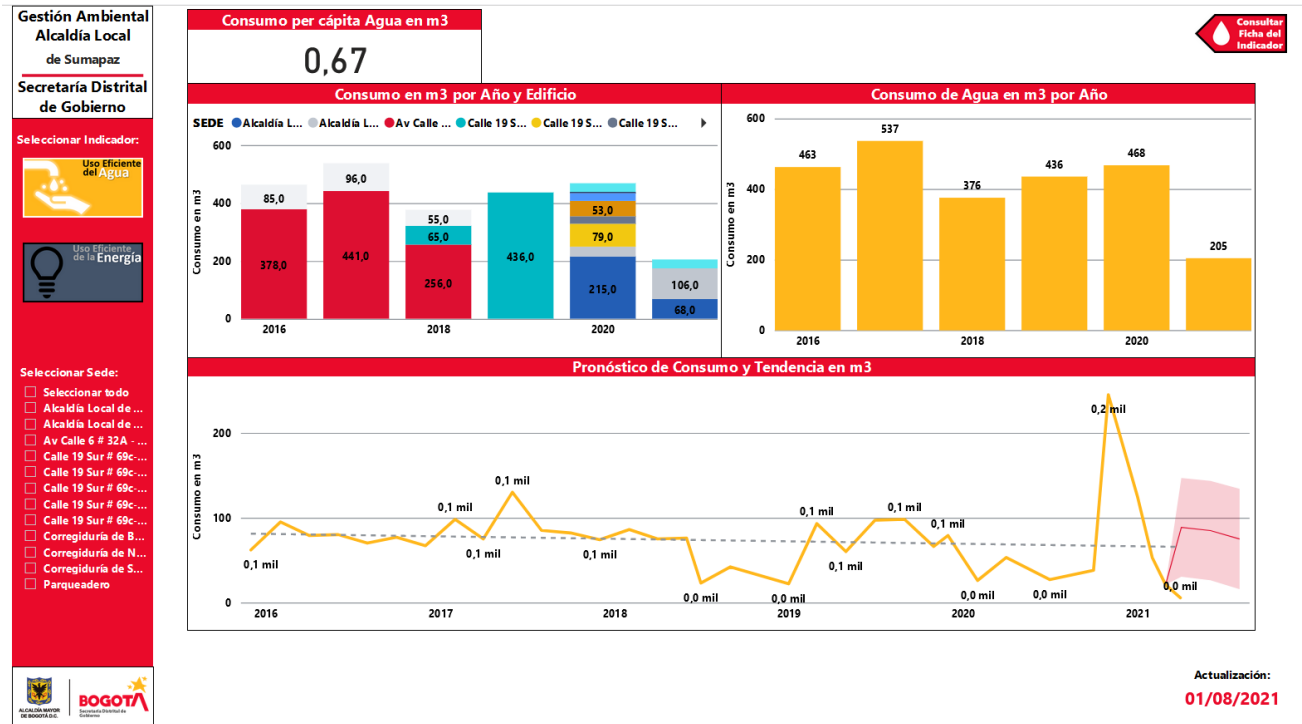 Gestión Ambiental
Alcaldía Local
de Sumapaz
Secretaría Distrital
de Gobierno
Seleccionar Indicador:
Uso Eficiente
del Agua
Uso Eficiente
de la Energía
Seleccionar Sede:
Seleccionar todo
Alcaldía Local de ...
Alcaldía Local de ...
Av Calle 6 # 32A - ...
Calle 19 Sur # 69c-...
Calle 19 Sur # 69c-...
Calle 19 Sur # 69c-...
Calle 19 Sur # 69c-...
Calle 19 Sur # 69c-...
Corregiduría de B...
Corregiduría de N...
Corregiduría de S...
Parqueadero
ALCALDÍA MAYOR
DE BOGOTÁ D.C.
BOGOTÁ
Secretaría Distrital de
Gobierno
Consumo per cápita Agua en m3
0,67
Consultar
Ficha del
Indicador
Consumo en m3 por Año y Edificio
SEDE Alcaldía L... Alcaldía L... Av Calle ... Calle 19 S... Calle 19 S... Calle 19 S...
Consumo en m3
600
400
200
0
85,0
378,0
96,0
441,0
55,0
65,0
256,0
436,0
53,0
79,0
215,0
106,0
68,0
2016 2018 2020
Consumo de Agua en m3 por Año
Consumo en m3
600
400
200
0
463
537
376
436
468
205
2016 2018 2020
Pronóstico de Consumo y Tendencia en m3
Consumo en m3
200
100
0
0,1 mil
0,1 mil
0,1 mil
0,1 mil
0,1 mil
0,0 mil
0,0 mil
0,1 mil
0,1 mil
0,1 mil
0,1 mil
0,0 mil
0,0 mil
0,2 mil
0,0 mil
2016 2017 2018 2019 2020 2021
Actualización:
01/08/2021